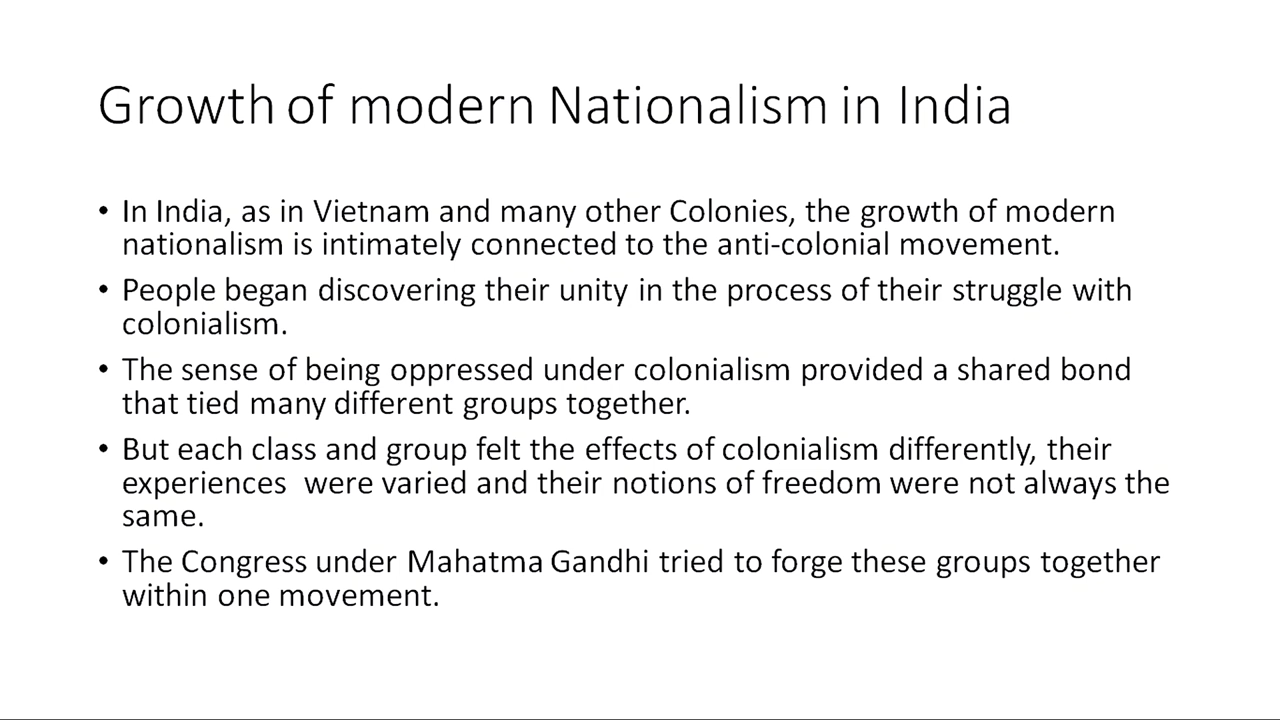 Growth of modern Nationalism in India
• In India, as in Vietnam and many other Colonies, the growth of modern
nationalism is intimately connected to the anti-colonial movement.
• People began discovering their unity in the process of their struggle with
colonialism.
• The sense of being oppressed under colonialism provided a shared bond
that tied many different groups together.
• But each class and group felt the effects of colonialism differently, their
experiences  were varied and their notions of freedom were not always the
same.
• The Congress under Mahatma Gandhi tried to forge these groups together
within one movement.